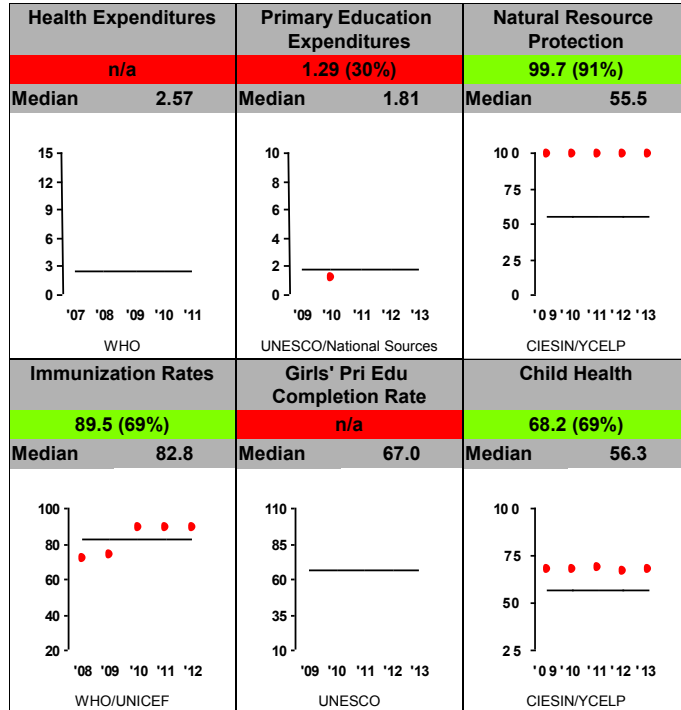 Health Expenditures
n/a
Median 2.57
15
12
9
6
3
0
'07 '08 '09 '10 '11
WHO
Primary Education
Expenditures
1.29 (30%)
Median 1.81
10
8
6
4
2
0
'09 '10 '11 '12 '13
UNESCO/National Sources
Natural Resource
Protection
99.7 (91%)
Median 55.5
100
75
50
25
0
'09 '10 '11 '12 '13
CIESIN/YCELP
Immunization Rates
89.5 (69%)
Median 82.8
100
80
60
40
20
'08 '09 '10 '11 '12
WHO/UNICEF
Girls' Pri Edu
Completion Rate
n/a
Median 67.0
110
85
60
35
10
'09 '10 '11 '12 '13
UNESCO
Child Health
68.2 (69%)
Median 56.3
100
75
50
25
'09 '10 '11 '12 '13
CIESIN/YCELP